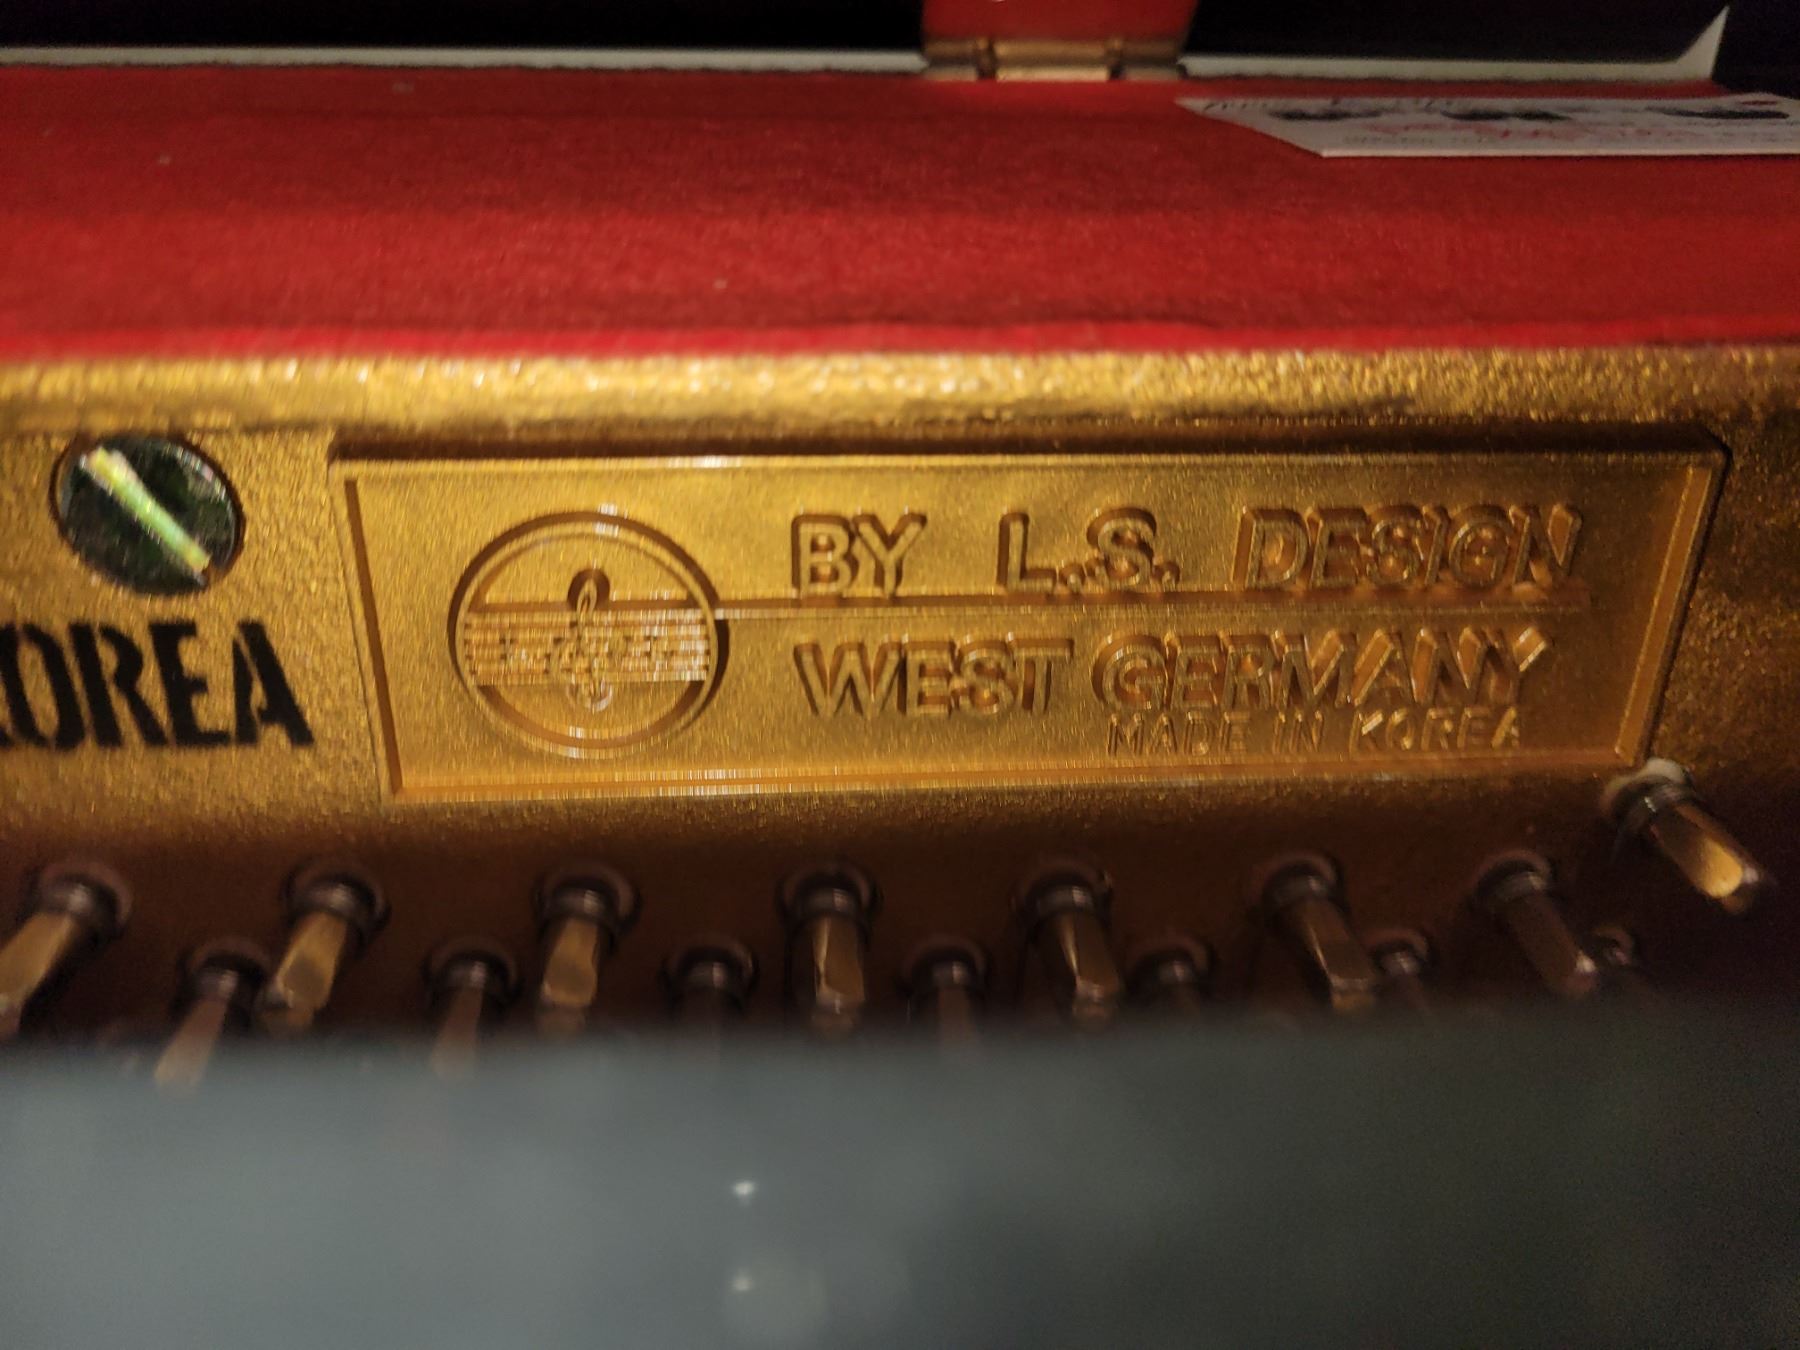 BY L.S. DESIGN
WEST GERMANY
MADE IN KOREA
KOREA